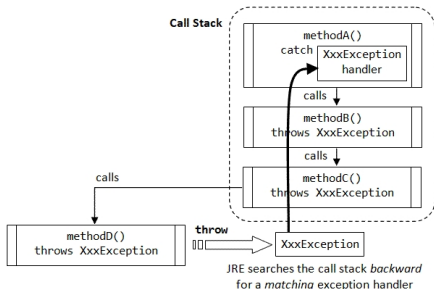 Call Stack
methodA()
catch
XxxException
handler
calls
methodB()
throws XxxException
calls
methodC()
throws XxxException
calls
methodD()
throws XxxException
throw
XxxException
JRE searches the call stack backward
for a matching exception handler